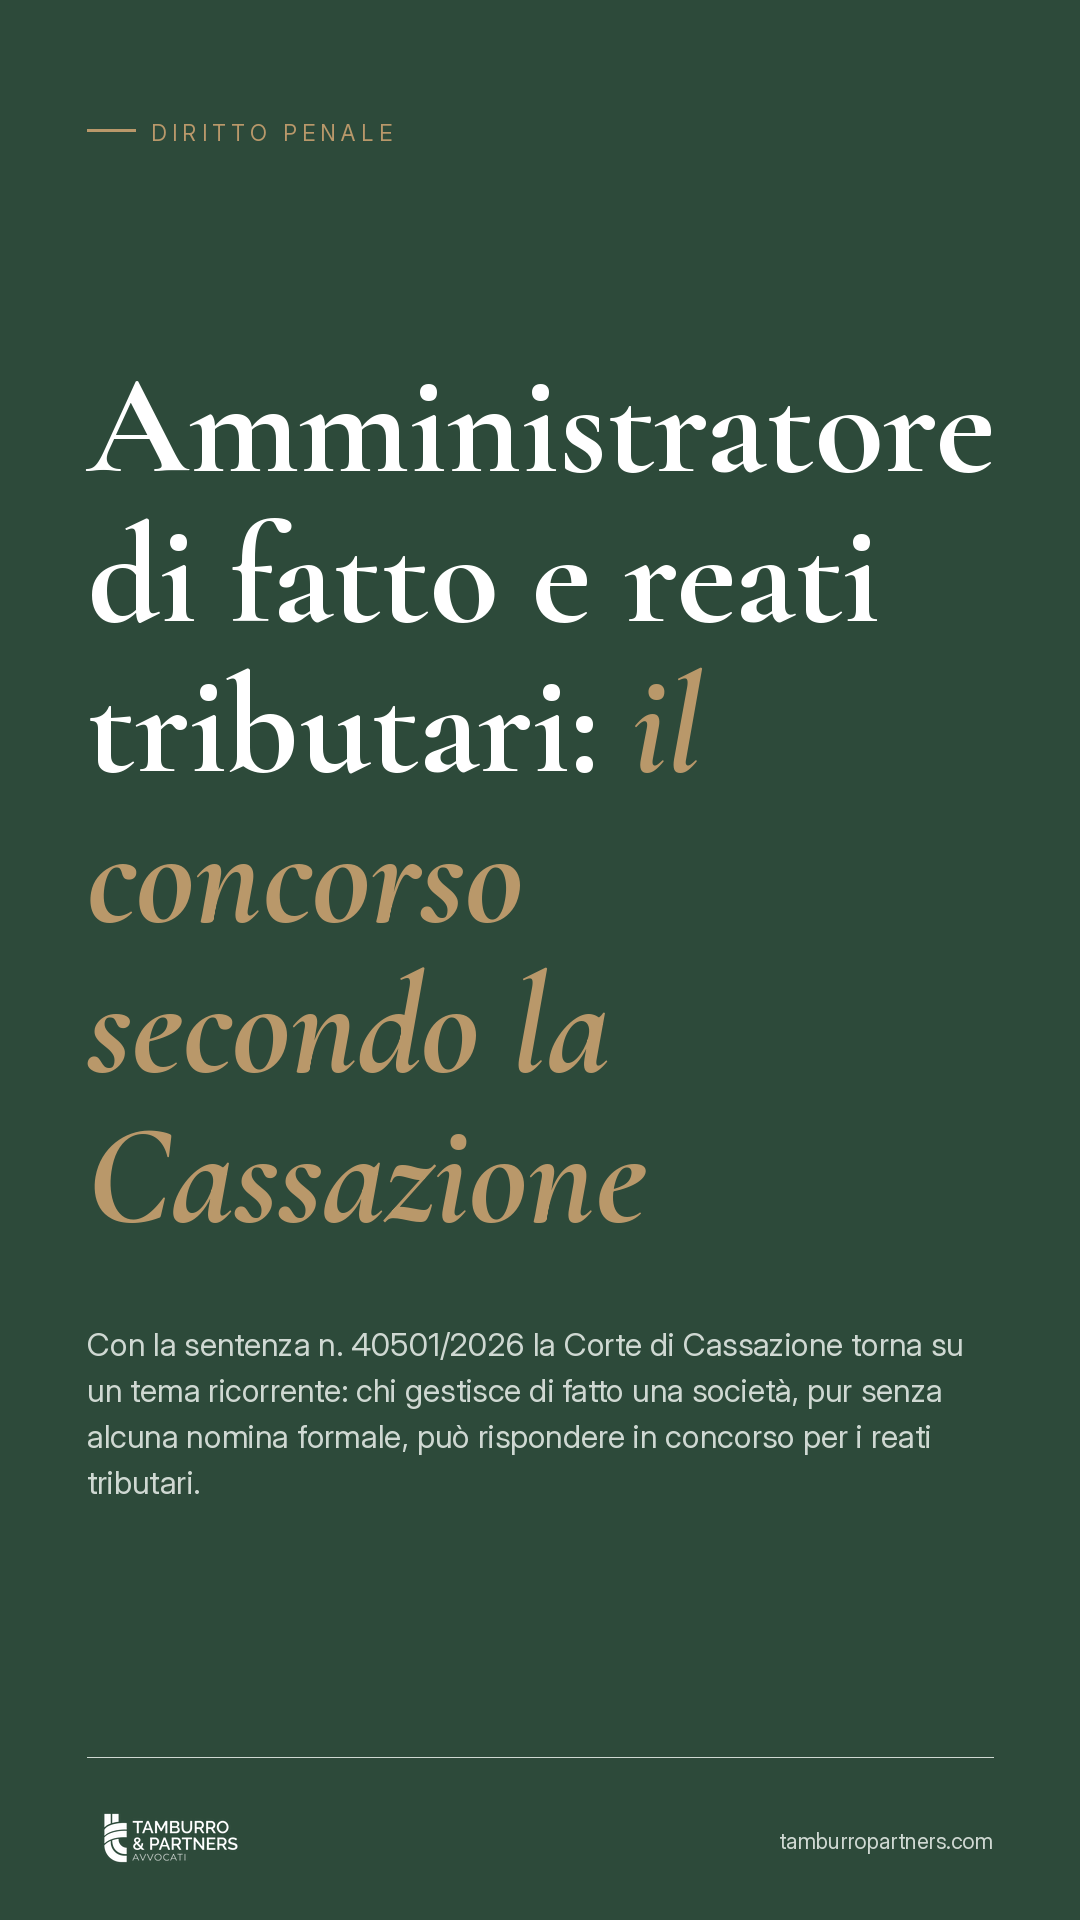 DIRITTO PENALE
Amministratore
di fatto e reati
tributari: il
concorso
secondo la
Cassazione
Con la sentenza n. 40501/2026 la Corte di Cassazione torna su
un tema ricorrente: chi gestisce di fatto una società, pur senza
alcuna nomina formale, può rispondere in concorso per i reati
tributari.
TAMBURRO
& PARTNERS
AVVOCATI
tamburropartners.com